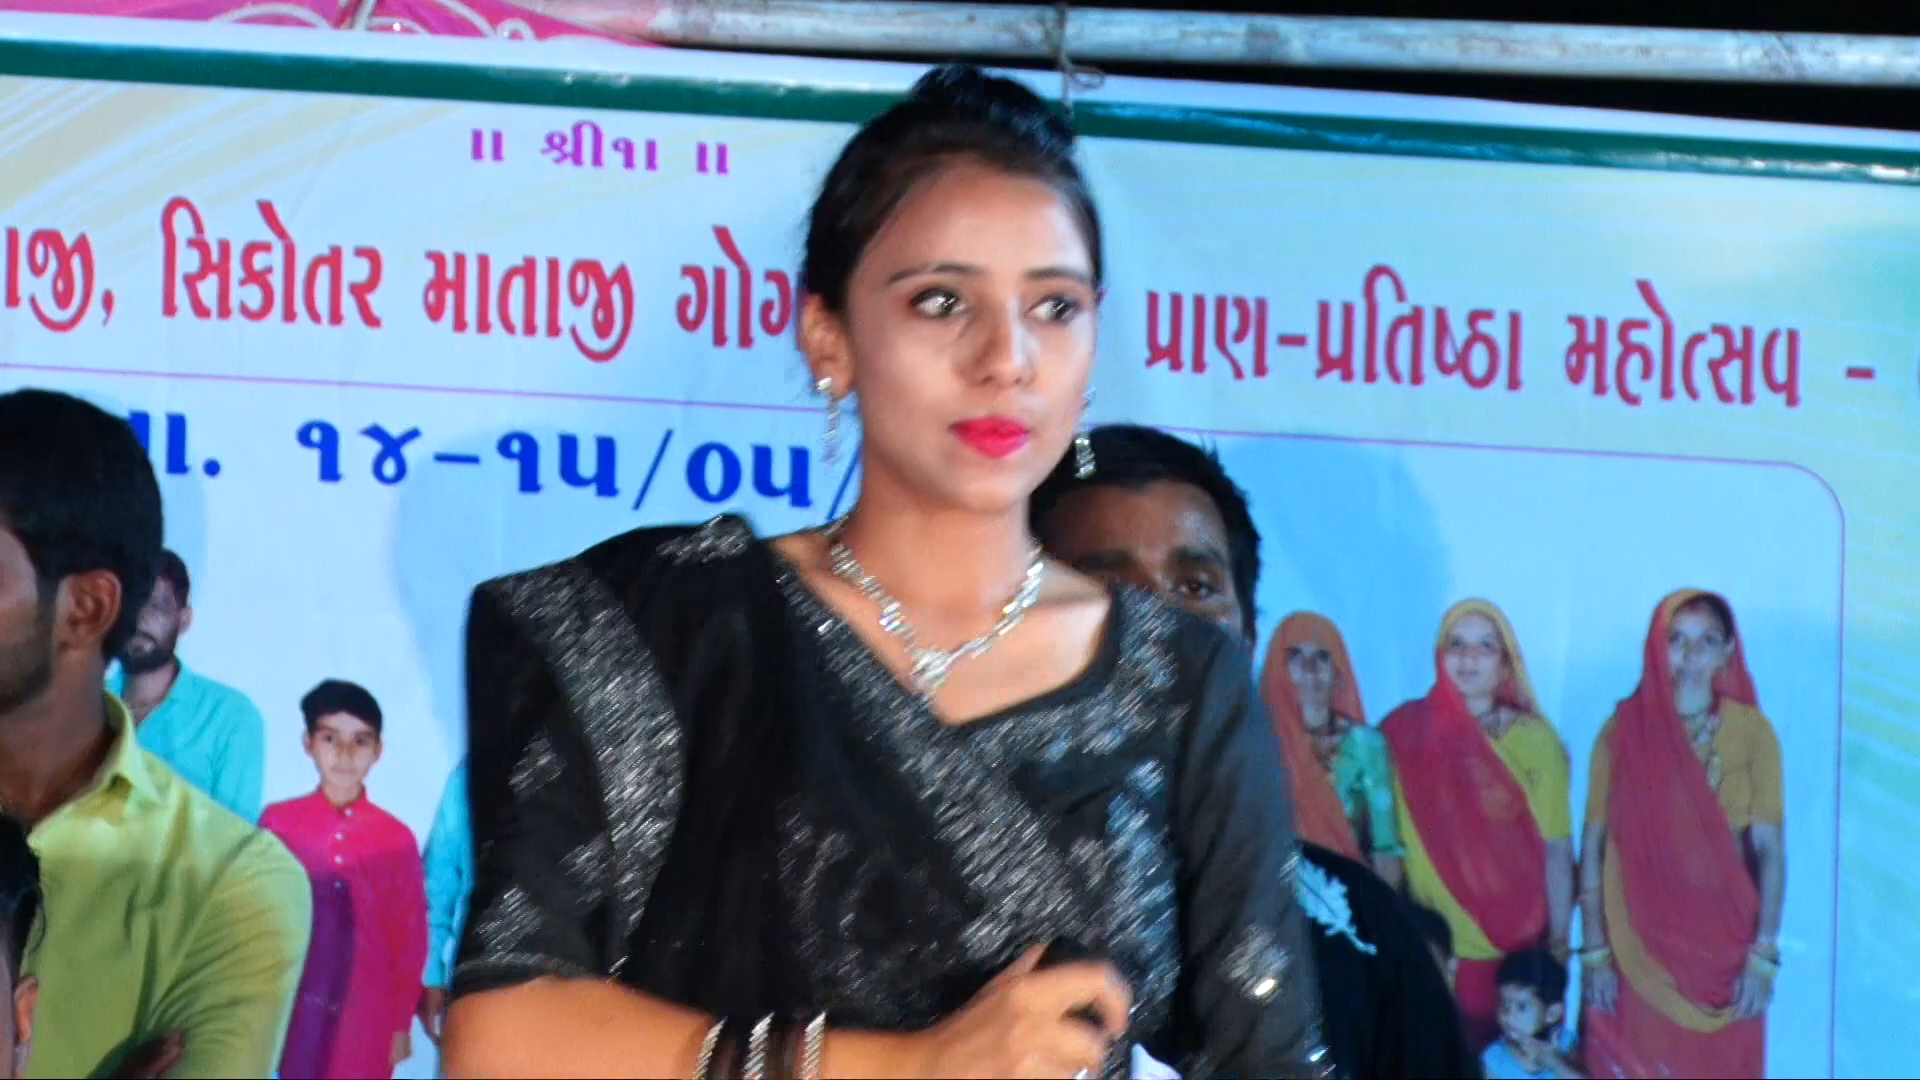 ॥ શ્રી૧ા ॥
સિકોતર માતાજી પ્રાણ-પ્રતિષ્ઠા મહોત્સવ -
૧૪-૧૫/૦૫/